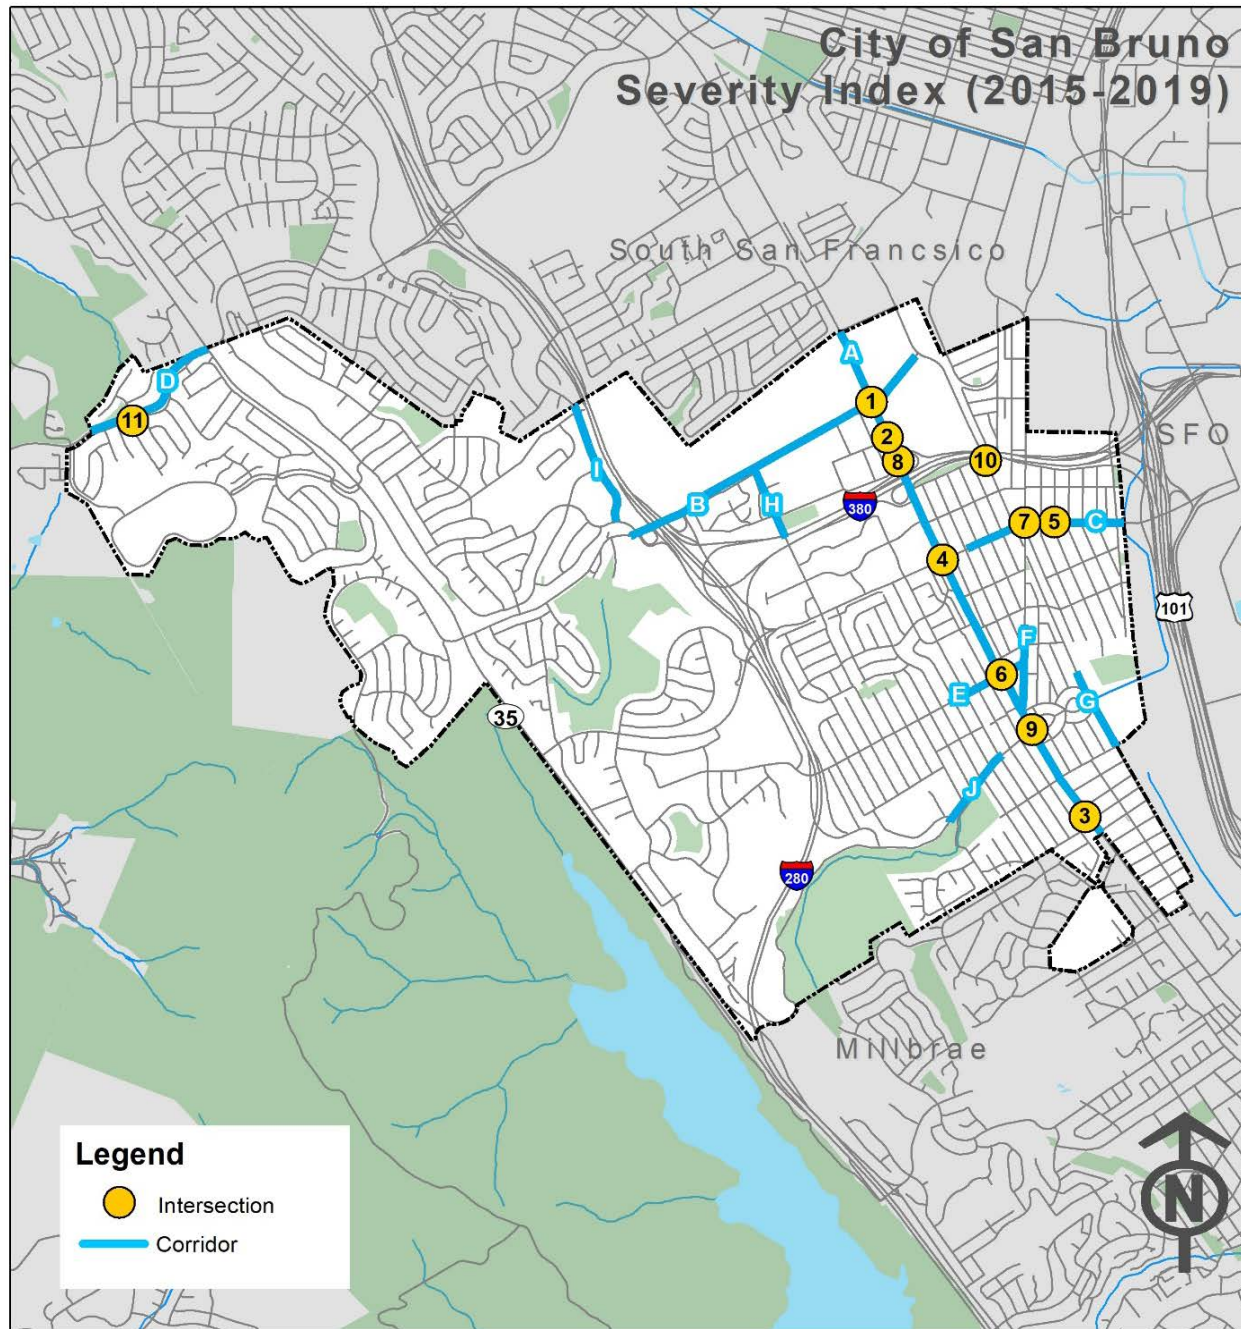 City of San Bruno
Severity Index (2015-2019)
South San Francsico
A
D
1
11
2
SFO
8
10
I
B
H
380
7
5
C
4
101
F
6
E
G
35
9
J
3
280
Millbrae
Legend
Intersection
Corridor
N